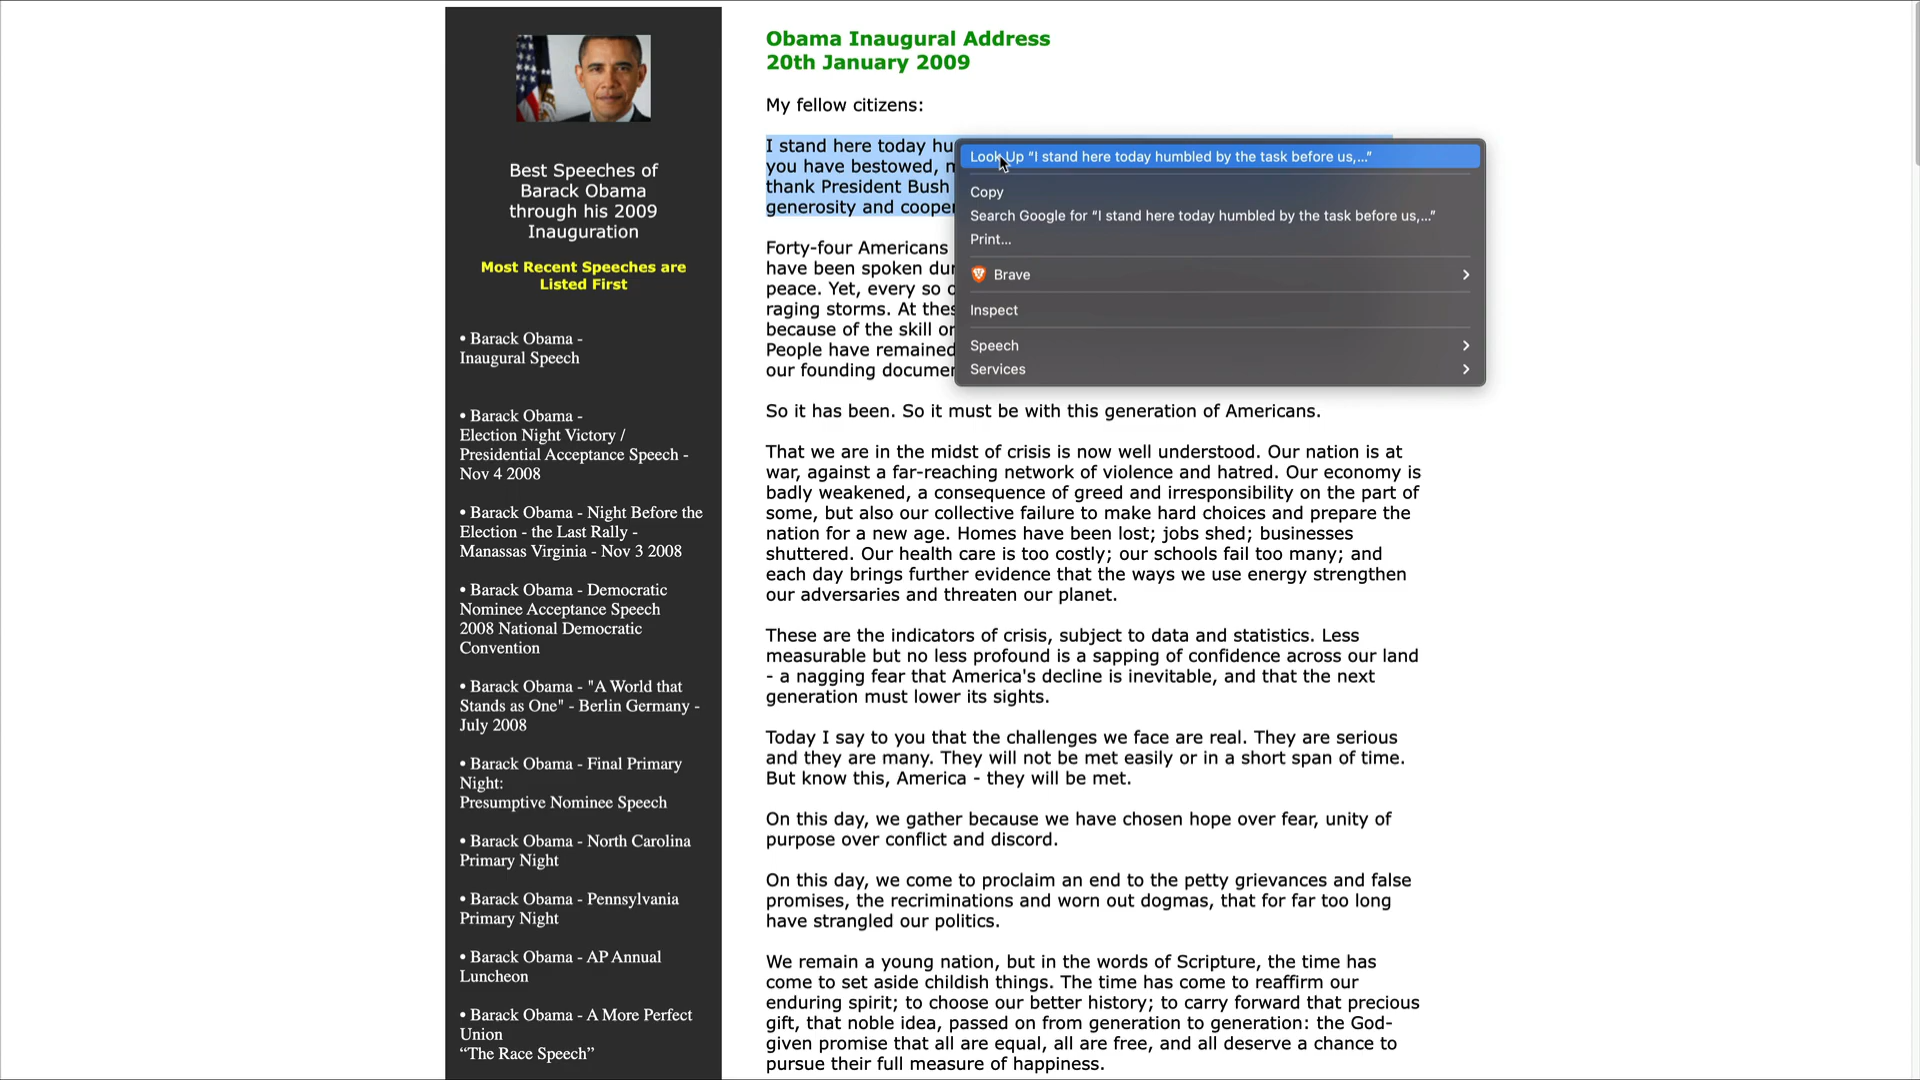 Best Speeches of
Barack Obama
through his 2009
Inauguration
Most Recent Speeches are
Listed First
• Barack Obama -
Inaugural Speech
• Barack Obama -
Election Night Victory /
Presidential Acceptance Speech -
Nov 4 2008
• Barack Obama - Night Before the
Election - the Last Rally -
Manassas Virginia - Nov 3 2008
• Barack Obama - Democratic
Nominee Acceptance Speech
2008 National Democratic
Convention
• Barack Obama - "A World that
Stands as One" - Berlin Germany -
July 2008
• Barack Obama - Final Primary
Night:
Presumptive Nominee Speech
• Barack Obama - North Carolina
Primary Night
• Barack Obama - Pennsylvania
Primary Night
• Barack Obama - AP Annual
Luncheon
• Barack Obama - A More Perfect
Union
“The Race Speech”
Obama Inaugural Address
20th January 2009
My fellow citizens:
I stand here today
you have bestowed,
thank President Bush
generosity and
Forty-four Americans
have been spoken
peace. Yet, every so
raging storms. At
because of the skill or
People have remained
our founding
So it has been. So it must be with this generation of Americans.
That we are in the midst of crisis is now well understood. Our nation is at
war, against a far-reaching network of violence and hatred. Our economy is
badly weakened, a consequence of greed and irresponsibility on the part of
some, but also our collective failure to make hard choices and prepare the
nation for a new age. Homes have been lost; jobs shed; businesses
shuttered. Our health care is too costly; our schools fail too many; and
each day brings further evidence that the ways we use energy strengthen
our adversaries and threaten our planet.
These are the indicators of crisis, subject to data and statistics. Less
measurable but no less profound is a sapping of confidence across our land
- a nagging fear that America's decline is inevitable, and that the next
generation must lower its sights.
Today I say to you that the challenges we face are real. They are serious
and they are many. They will not be met easily or in a short span of time.
But know this, America - they will be met.
On this day, we gather because we have chosen hope over fear, unity of
purpose over conflict and discord.
On this day, we come to proclaim an end to the petty grievances and false
promises, the recriminations and worn out dogmas, that for far too long
have strangled our politics.
We remain a young nation, but in the words of Scripture, the time has
come to set aside childish things. The time has come to reaffirm our
enduring spirit; to choose our better history; to carry forward that precious
gift, that noble idea, passed on from generation to generation: the God-
given promise that all are equal, all are free, and all deserve a chance to
pursue their full measure of happiness.
Look Up “I stand here today humbled by the task before us,...”
Copy
Search Google for “I stand here today humbled by the task before us,...”
Print...
Brave
Inspect
Speech
Services